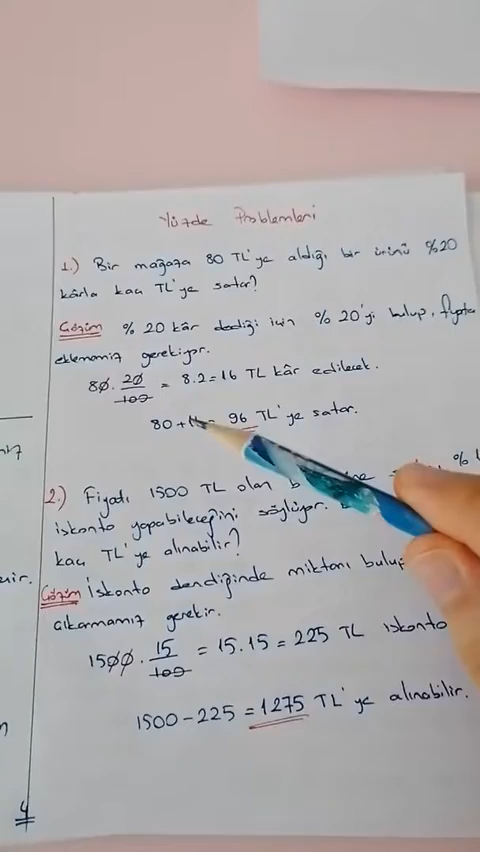 Yüzde Problemleri
1.) Bir mağaza 80 TL'ye aldığı bir ürünü %20
kârla kaç TL'ye satar?
Çözüm % 20 kâr dediği için % 20'yi bulup, fiyata
eklememiz gerekiyor.
80 . 20/100 = 8.2 = 16 TL kâr edilecek.
80 + = 96 TL'ye satar.
2.) Fiyatı 1500 TL olan %
iskonto yapabileceğini söylüyor.
kaç TL'ye alınabilir?
Çözüm İskonto dendiğinde miktarı bulup
çıkarmamız gerekir.
1500 . 15/100 = 15.15 = 225 TL iskonto
1500 - 225 = 1275 TL'ye alınabilir.
4